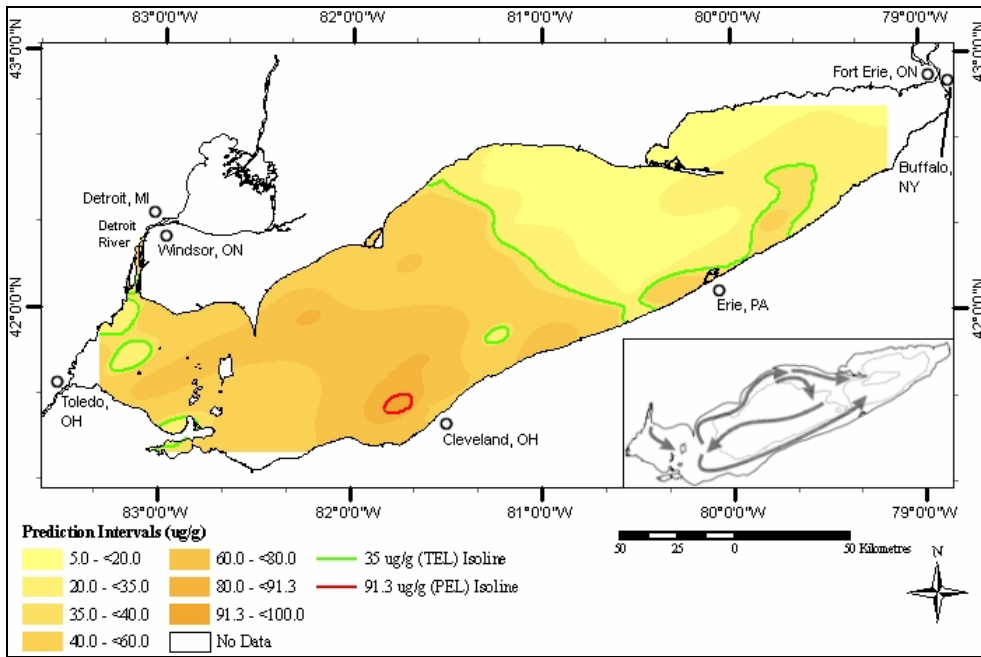 83°0'0"W 82°0'0"W 81°0'0"W 80°0'0"W 79°0'0"W
43°0'0"N
43°0'0"N
Fort Erie, ON
Buffalo,
NY
Detroit, MI
Detroit
River
Windsor, ON
42°0'0"N
42°0'0"N
Erie, PA
Toledo,
OH
Cleveland, OH
83°0'0"W 82°0'0"W 81°0'0"W 80°0'0"W 79°0'0"W
Prediction Intervals (ug/g)
5.0 - <20.0
20.0 - <35.0
35.0 - <40.0
40.0 - <60.0
60.0 - <80.0
80.0 - <91.3
91.3 - <100.0
No Data
35 ug/g (TEL) Isoline
91.3 ug/g (PEL) Isoline
50 25 0 50 Kilometres
N